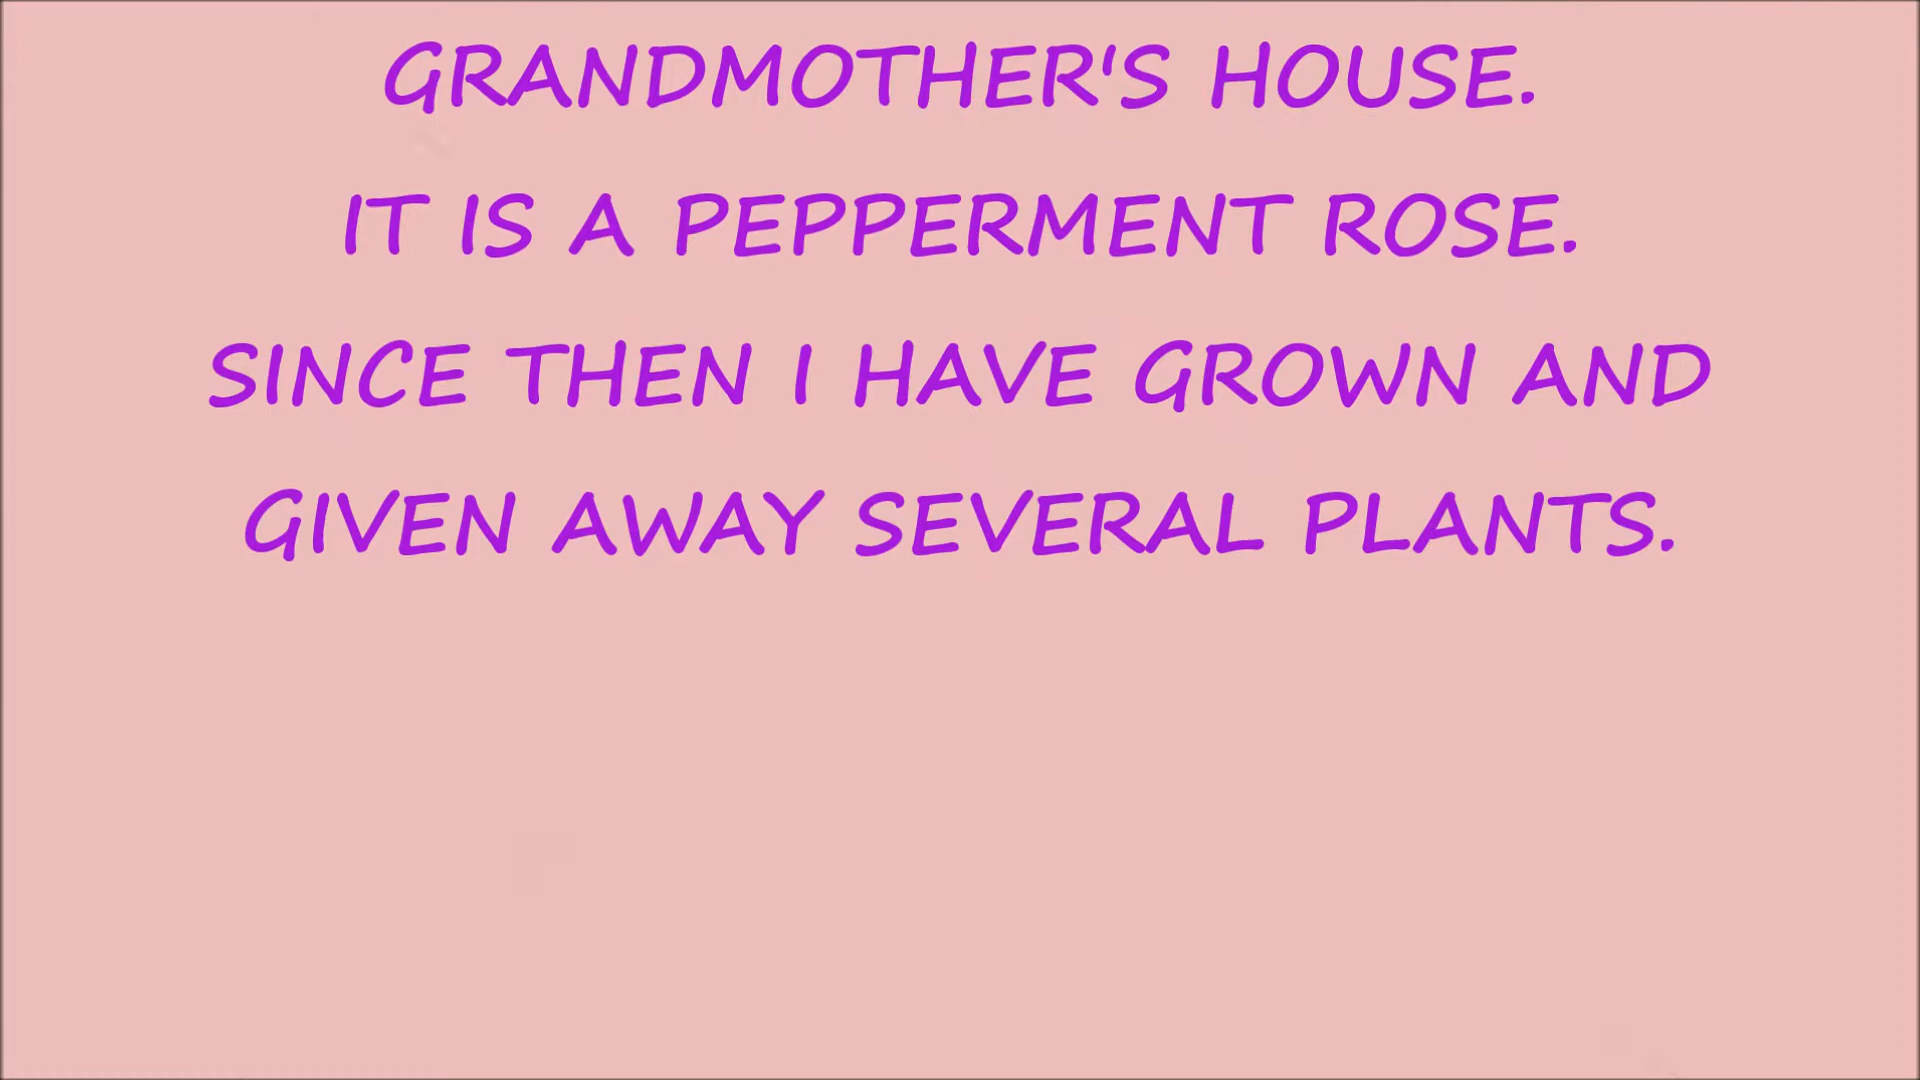 GRANDMOTHER'S HOUSE.
IT IS A PEPPERMENT ROSE.
SINCE THEN I HAVE GROWN AND
GIVEN AWAY SEVERAL PLANTS.